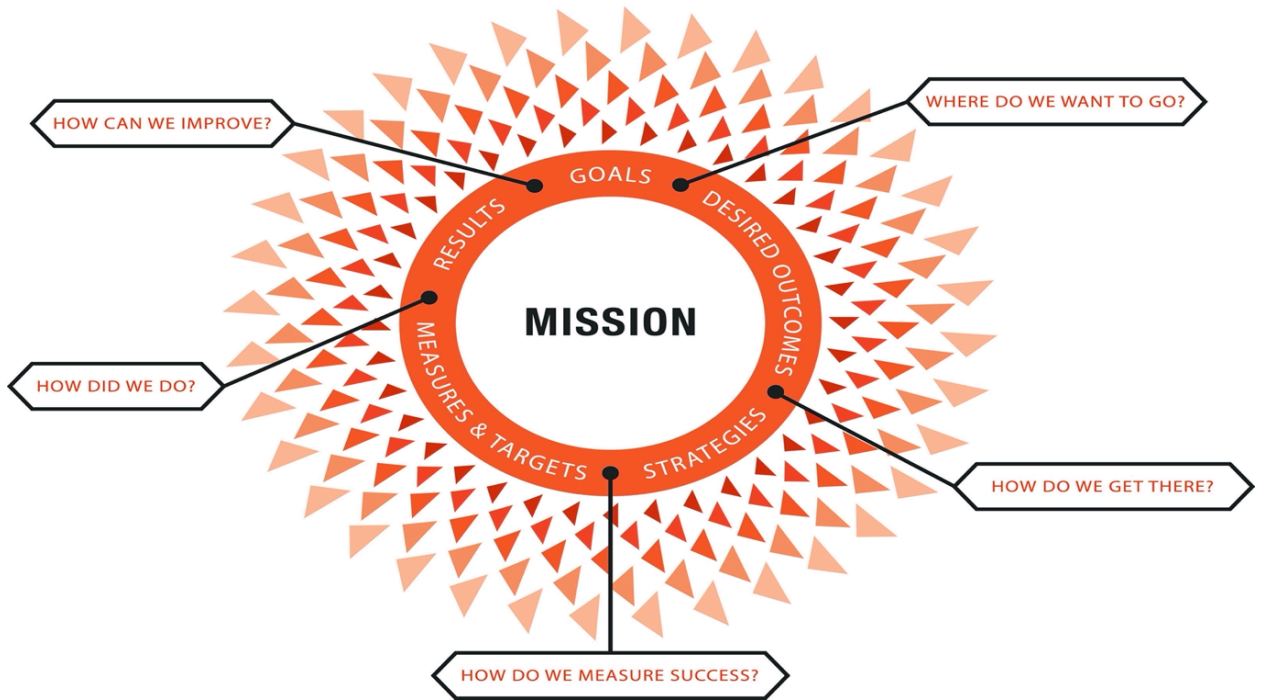 HOW CAN WE IMPROVE?
WHERE DO WE WANT TO GO?
GOALS
DESIRED OUTCOMES
RESULTS
MISSION
MEASURES & TARGETS
STRATEGIES
HOW DID WE DO?
HOW DO WE GET THERE?
HOW DO WE MEASURE SUCCESS?